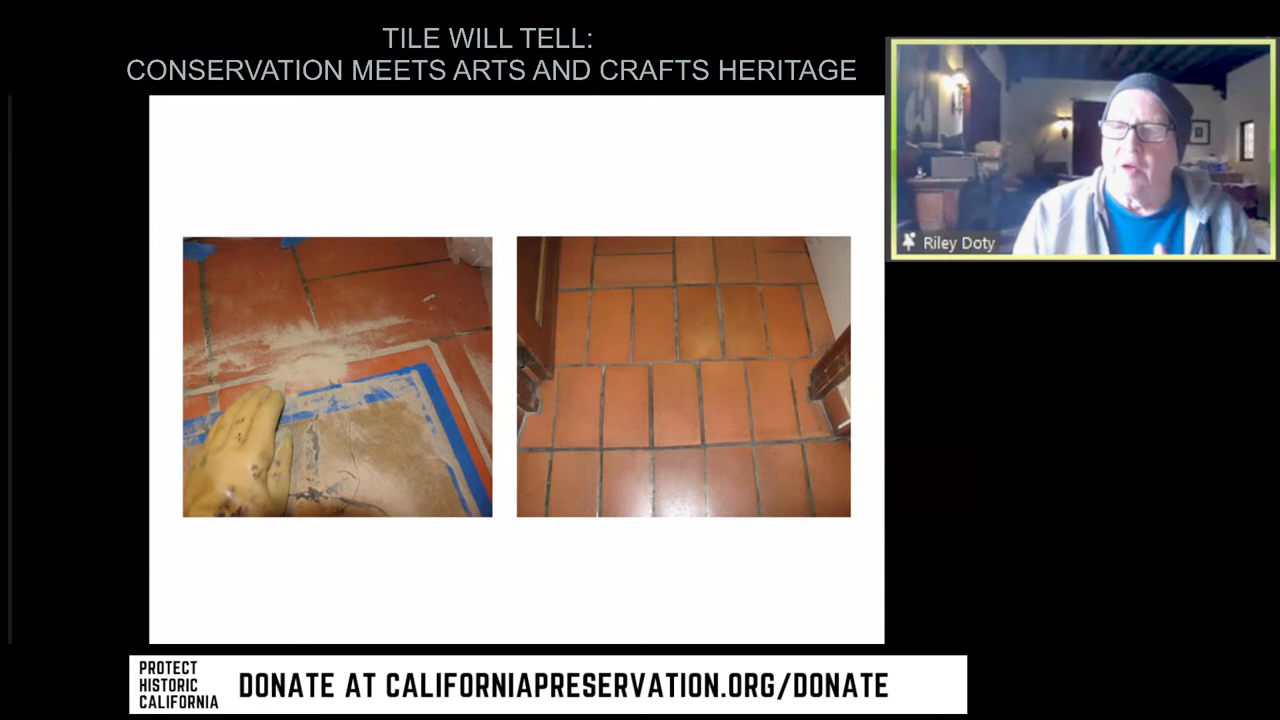 TILE WILL TELL:
CONSERVATION MEETS ARTS AND CRAFTS HERITAGE
Riley Doty
PROTECT
HISTORIC
CALIFORNIA
DONATE AT CALIFORNIAPRESERVATION.ORG/DONATE